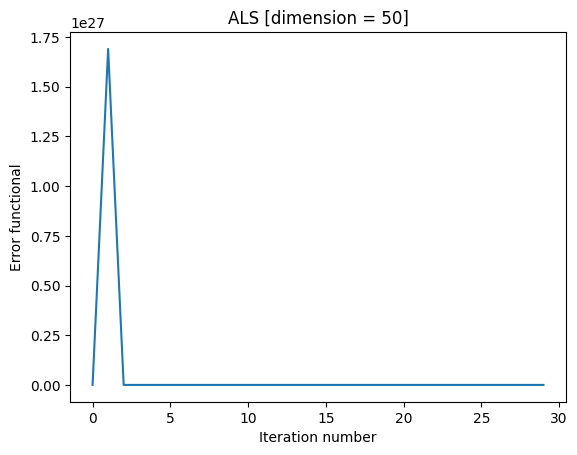 ALS [dimension = 50]
1e27
1.75
1.50
1.25
1.00
0.75
0.50
0.25
0.00
Error functional
0 5 10 15 20 25 30
Iteration number